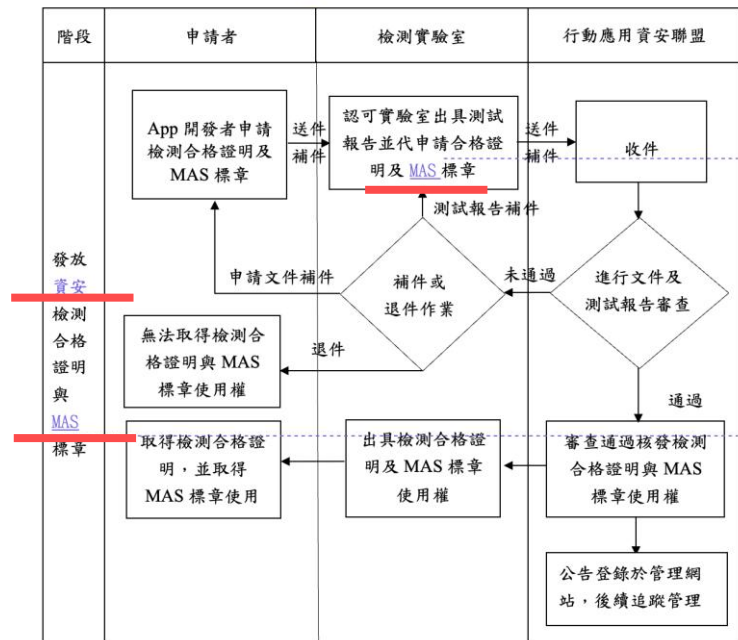 階段
申請者
檢測實驗室
行動應用資安聯盟
發放
資安
檢測
合格
證明
與
MAS
標章
App 開發者申請
檢測合格證明及
MAS 標章
送件
補件
認可實驗室出具測試
報告並代申請合格證
明及 MAS 標章
送件
補件
收件
測試報告補件
申請文件補件
補件或
退件作業
未通過
進行文件及
測試報告審查
無法取得檢測合
格證明與 MAS
標章使用權
退件
通過
取得檢測合格證
明，並取得
MAS 標章使用
出具檢測合格證
明及 MAS 標章
使用權
審查通過核發檢測
合格證明與 MAS
標章使用權
公告登錄於管理網
站，後續追蹤管理